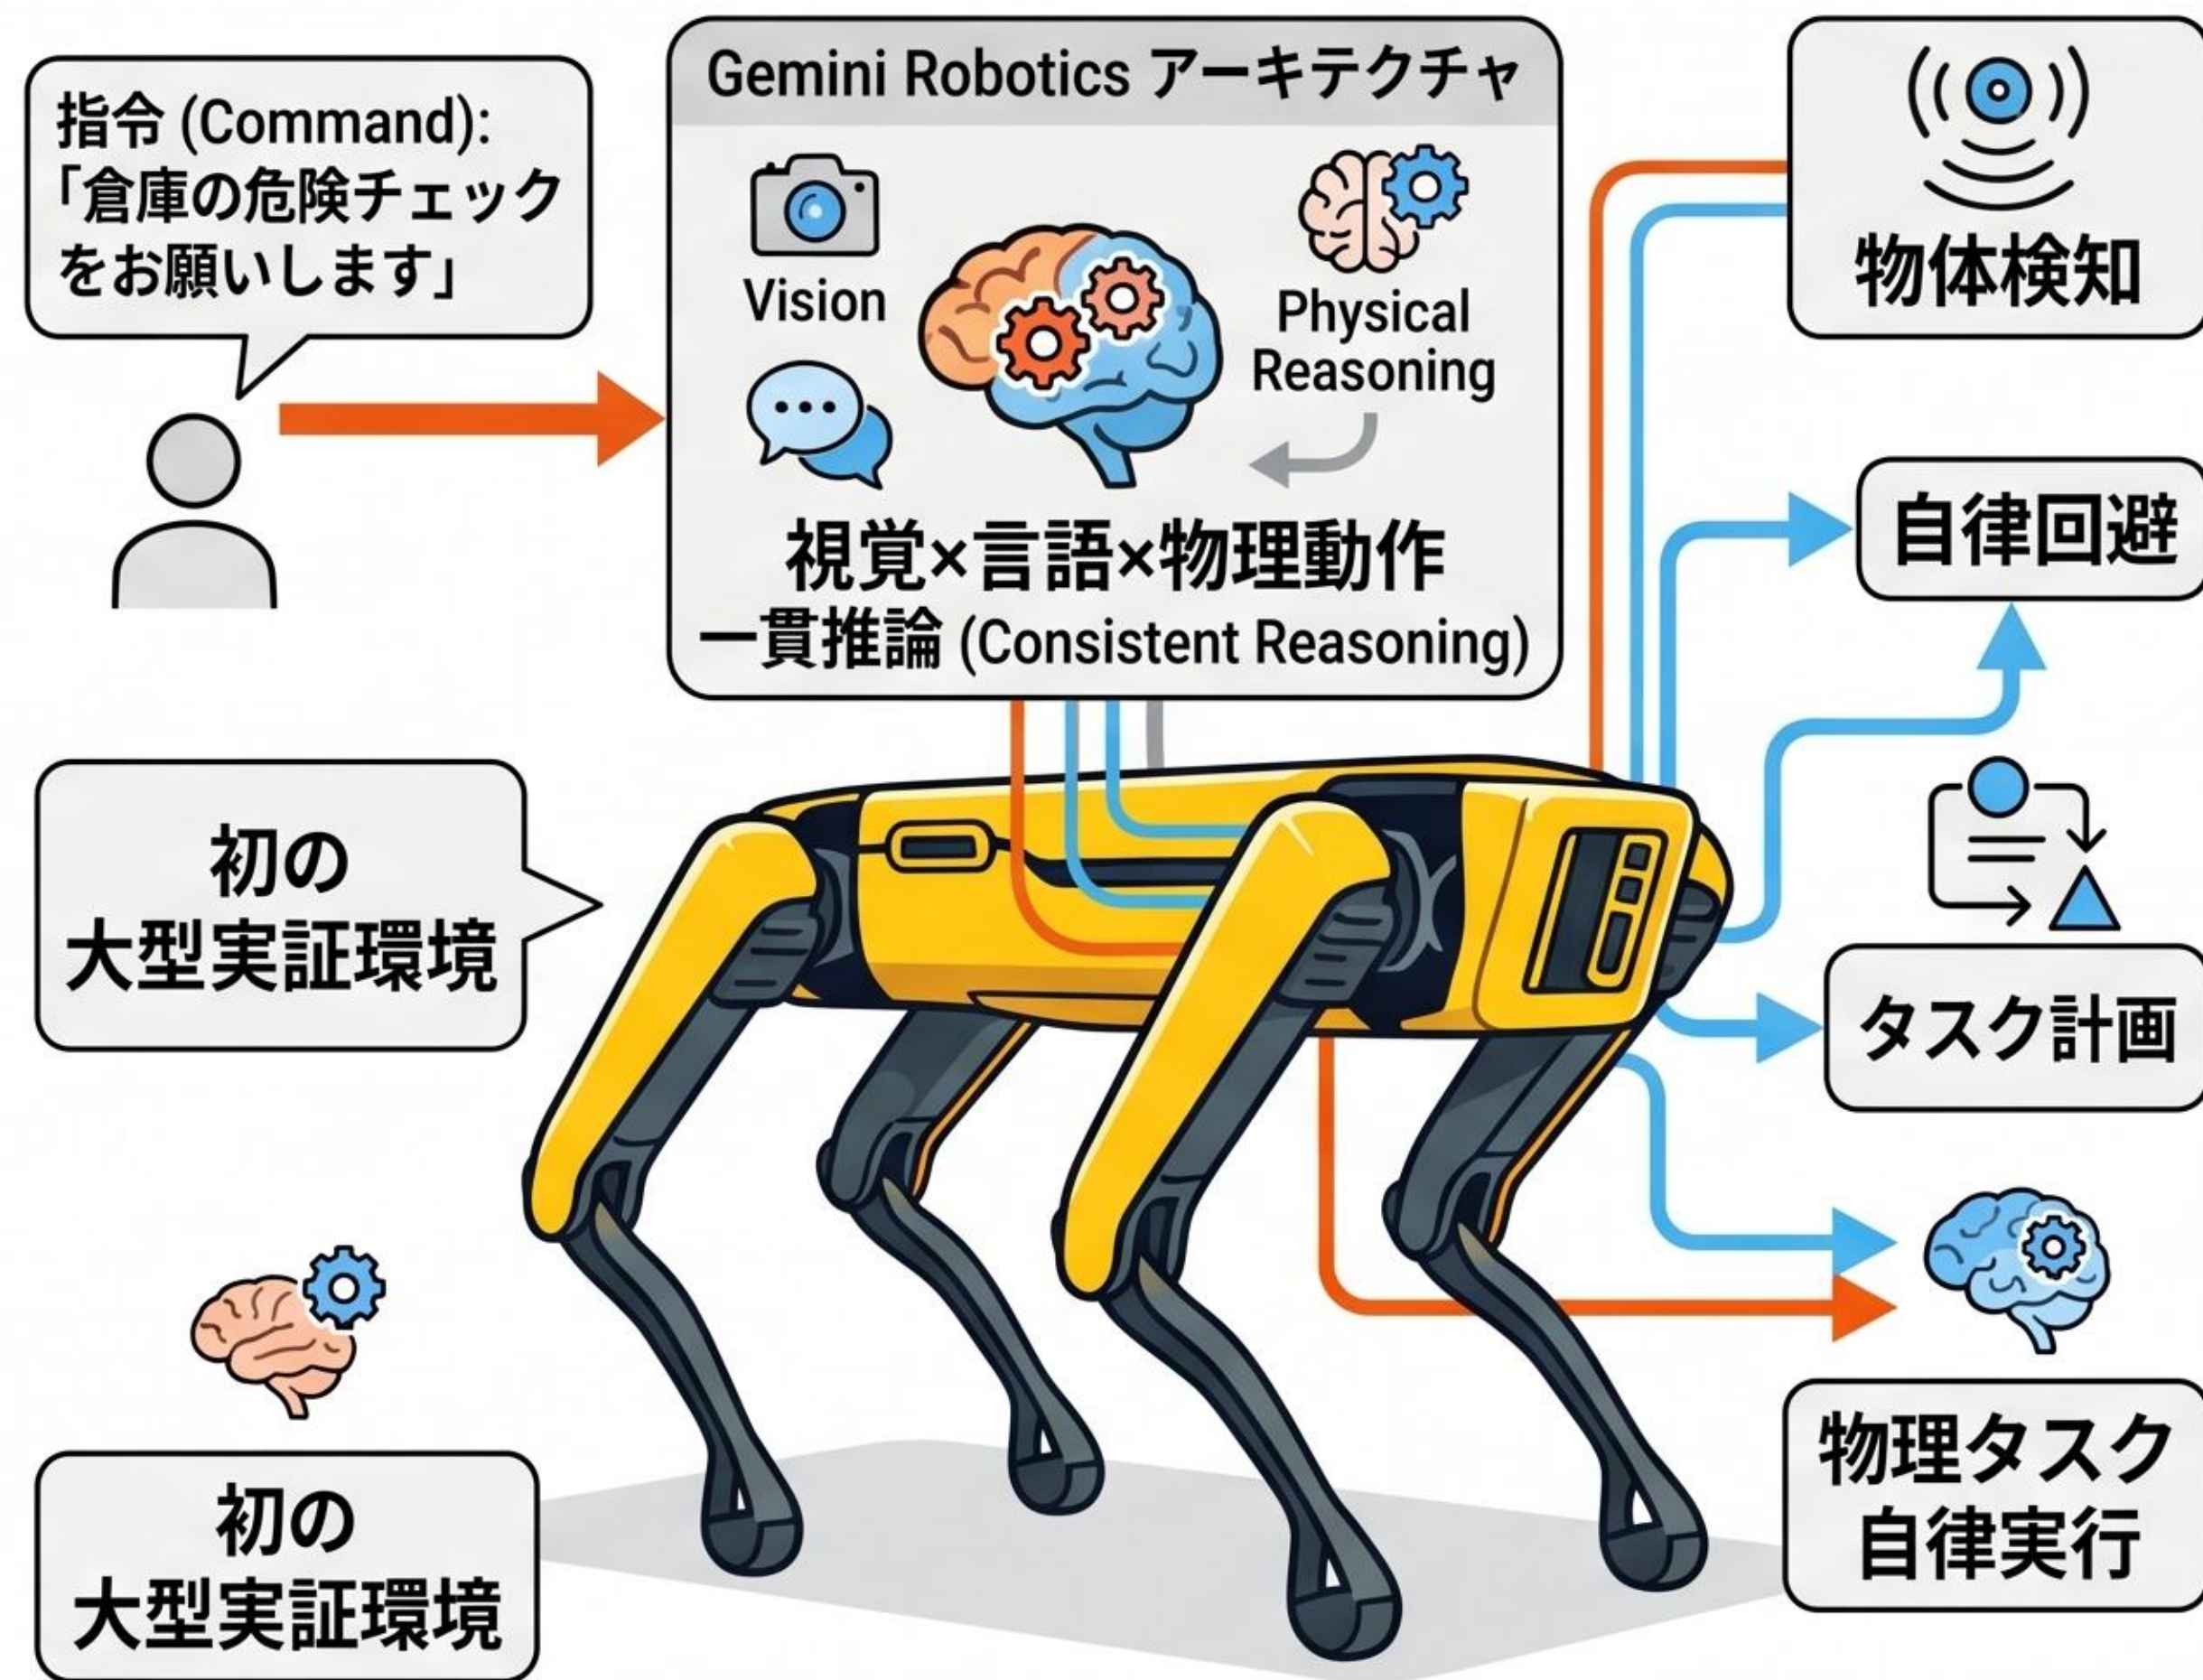 指令 (Command):
「倉庫の危険チェック
をお願いします」
Gemini Robotics アーキテクチャ
Vision
Physical
Reasoning
視覚×言語×物理動作
一貫推論 (Consistent Reasoning)
物体検知
自律回避
初の
大型実証環境
タスク計画
初の
大型実証環境
物理タスク
自律実行